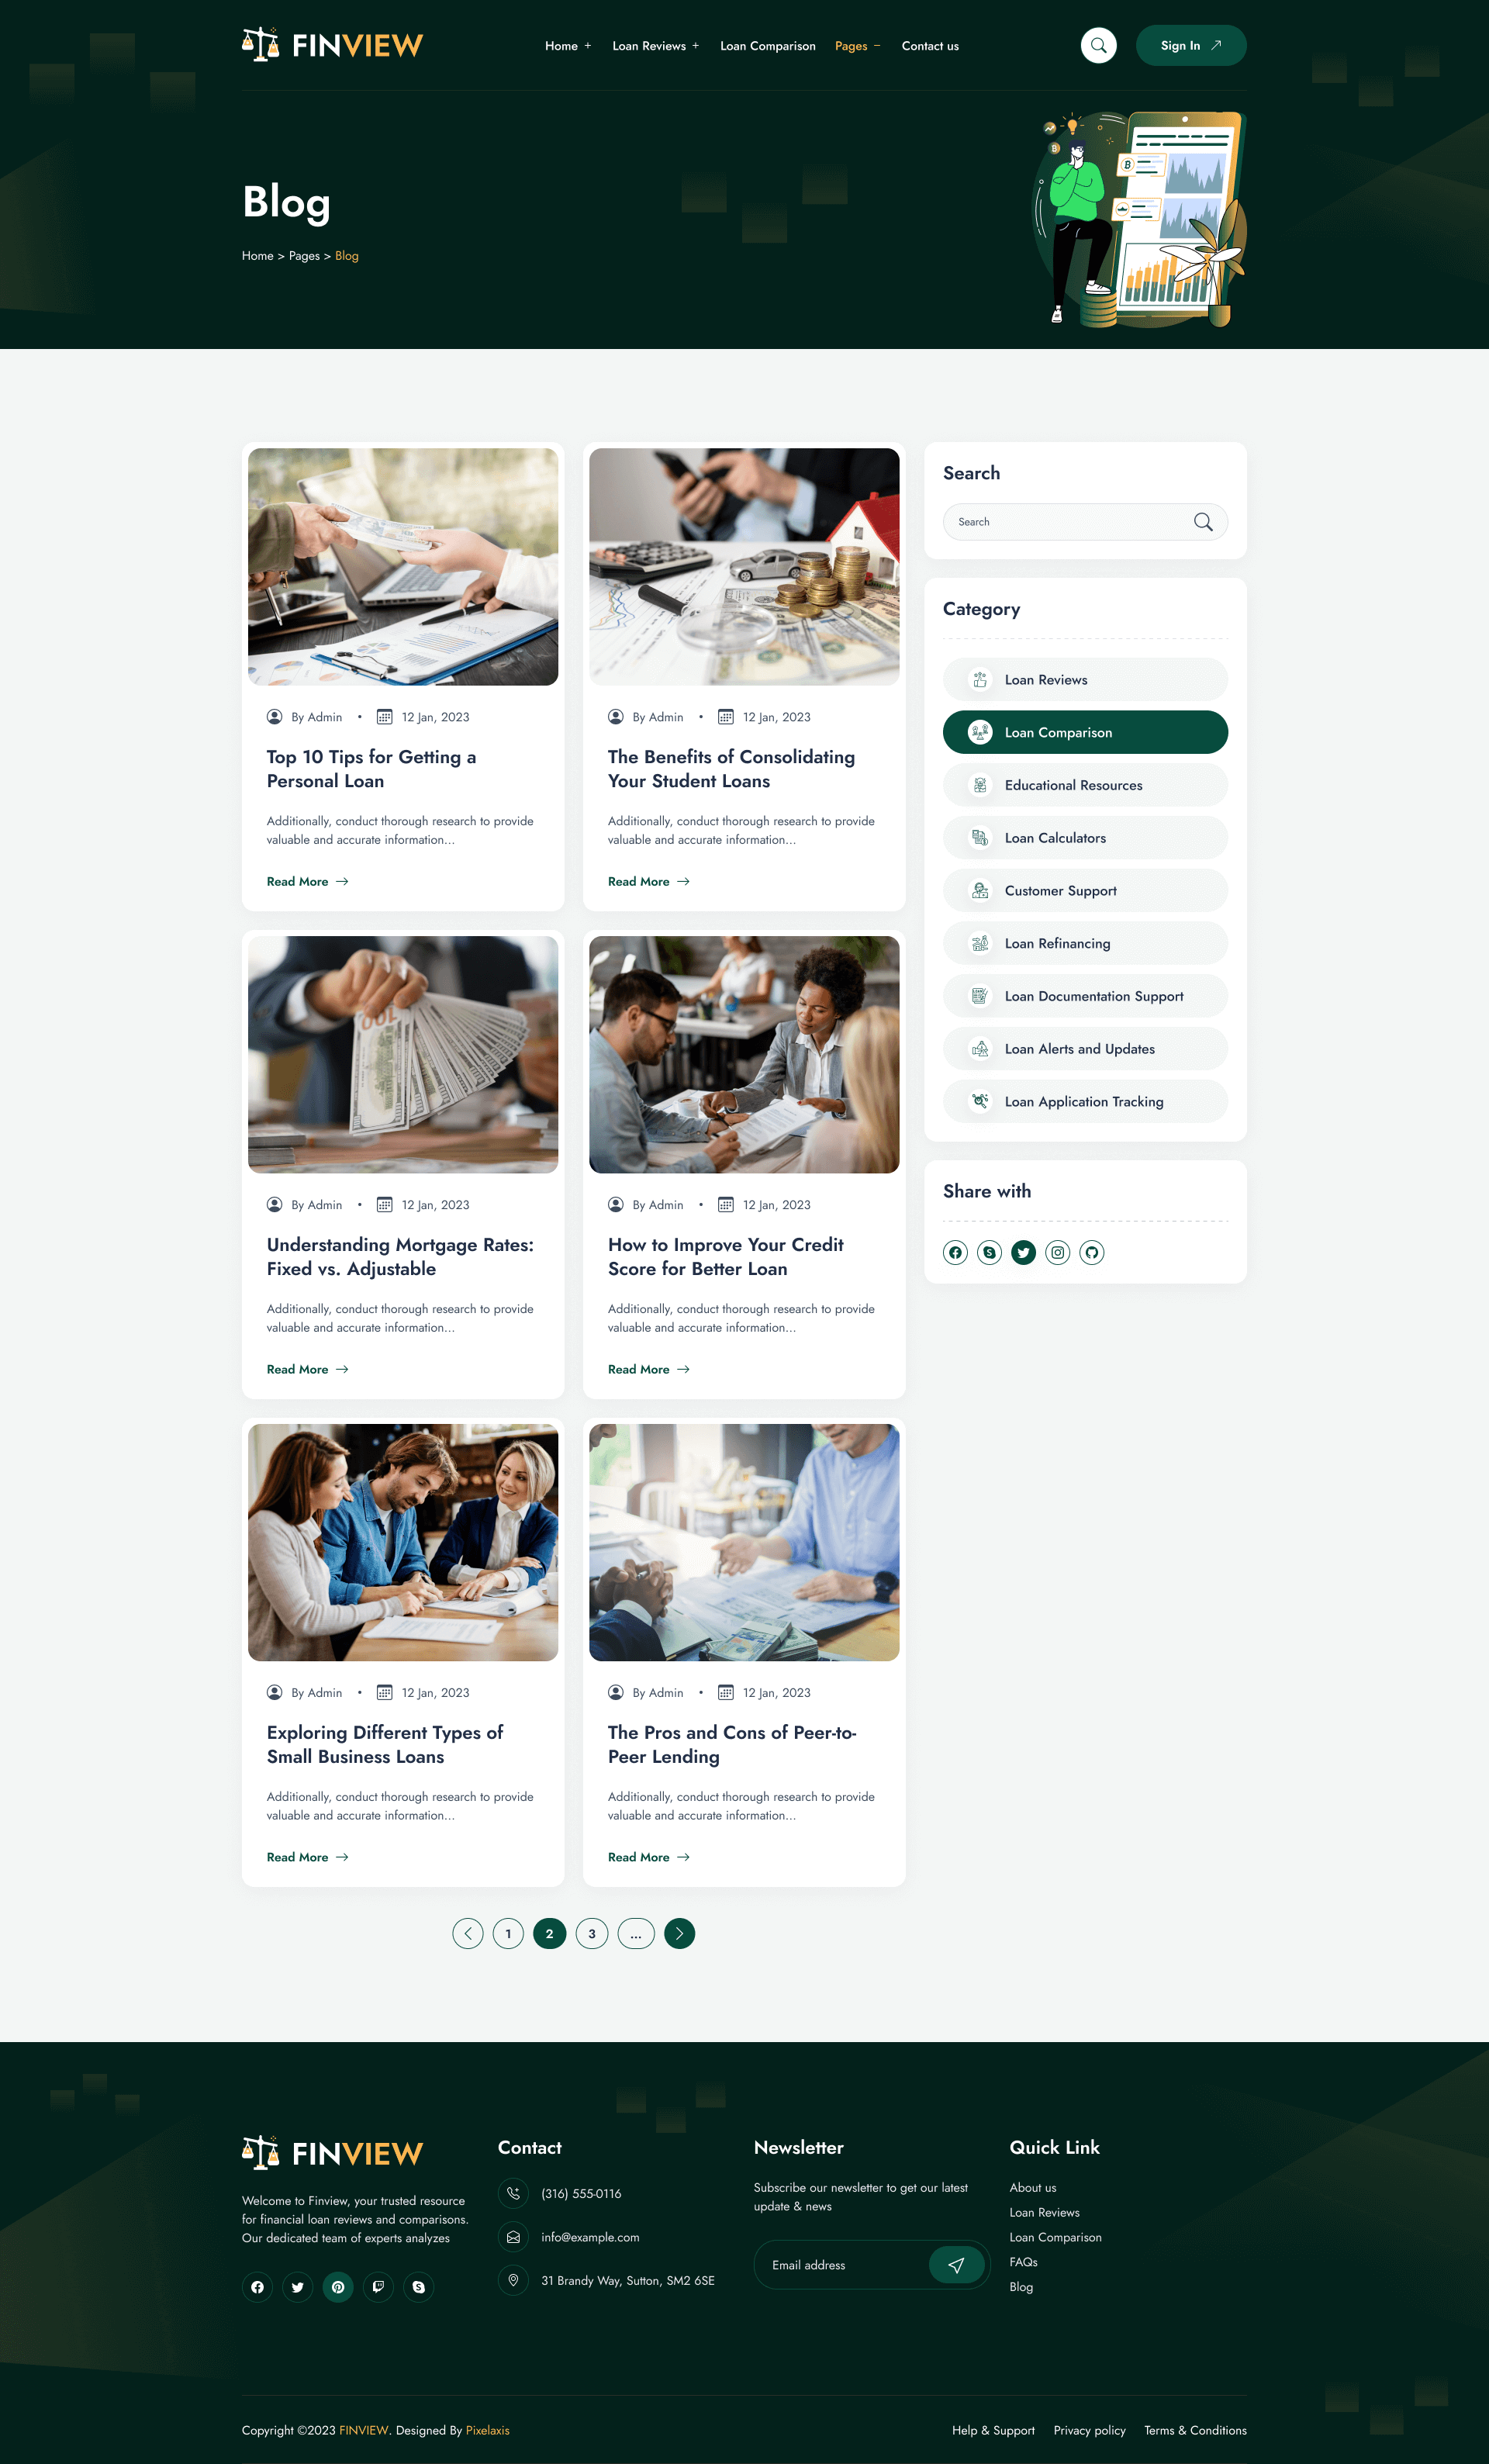 FINVIEW
Home + Loan Reviews + Loan Comparison Pages − Contact us
Sign In
Blog
Home > Pages > Blog
By Admin • 12 Jan, 2023
Top 10 Tips for Getting a
Personal Loan
Additionally, conduct thorough research to provide
valuable and accurate information...
Read More
By Admin • 12 Jan, 2023
The Benefits of Consolidating
Your Student Loans
Additionally, conduct thorough research to provide
valuable and accurate information...
Read More
By Admin • 12 Jan, 2023
Understanding Mortgage Rates:
Fixed vs. Adjustable
Additionally, conduct thorough research to provide
valuable and accurate information...
Read More
By Admin • 12 Jan, 2023
How to Improve Your Credit
Score for Better Loan
Additionally, conduct thorough research to provide
valuable and accurate information...
Read More
By Admin • 12 Jan, 2023
Exploring Different Types of
Small Business Loans
Additionally, conduct thorough research to provide
valuable and accurate information...
Read More
By Admin • 12 Jan, 2023
The Pros and Cons of Peer-to-
Peer Lending
Additionally, conduct thorough research to provide
valuable and accurate information...
Read More
1 2 3 ...
Search
Search
Category
Loan Reviews
Loan Comparison
Educational Resources
Loan Calculators
Customer Support
Loan Refinancing
Loan Documentation Support
Loan Alerts and Updates
Loan Application Tracking
Share with
FINVIEW
Welcome to Finview, your trusted resource
for financial loan reviews and comparisons.
Our dedicated team of experts analyzes
Contact
(316) 555-0116
info@example.com
31 Brandy Way, Sutton, SM2 6SE
Newsletter
Subscribe our newsletter to get our latest
update & news
Email address
Quick Link
About us
Loan Reviews
Loan Comparison
FAQs
Blog
Copyright ©2023 FINVIEW. Designed By Pixelaxis
Help & Support Privacy policy Terms & Conditions